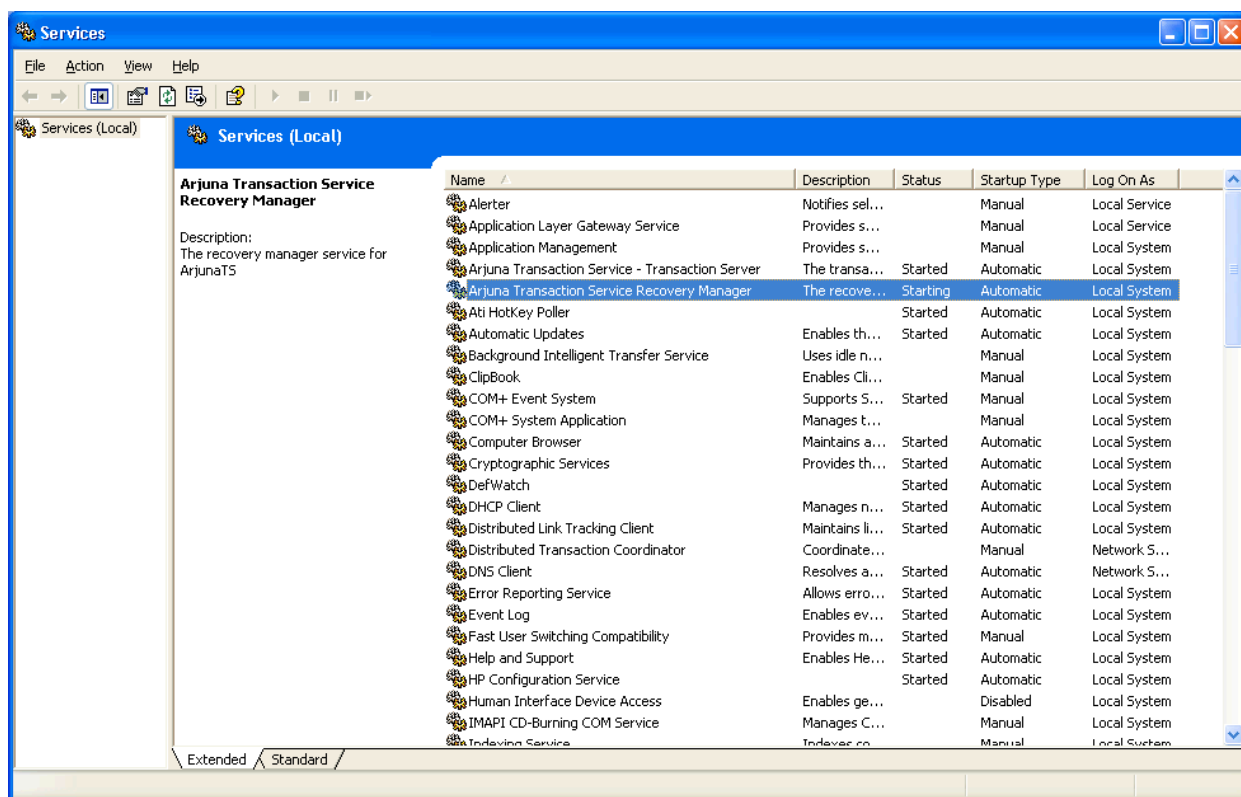 Services
File Action View Help
Services (Local)
Services (Local)
Arjuna Transaction Service
Recovery Manager
Description:
The recovery manager service for
ArjunaTS
Name Description Status Startup Type Log On As
Alerter Notifies sel... Manual Local Service
Application Layer Gateway Service Provides s... Manual Local Service
Application Management Provides s... Manual Local System
Arjuna Transaction Service - Transaction Server The transa... Started Automatic Local System
Arjuna Transaction Service Recovery Manager The recove... Starting Automatic Local System
Ati HotKey Poller Started Automatic Local System
Automatic Updates Enables th... Started Automatic Local System
Background Intelligent Transfer Service Uses idle n... Manual Local System
ClipBook Enables Cli... Manual Local System
COM+ Event System Supports S... Started Manual Local System
COM+ System Application Manages t... Manual Local System
Computer Browser Maintains a... Started Automatic Local System
Cryptographic Services Provides th... Started Automatic Local System
DefWatch Started Automatic Local System
DHCP Client Manages n... Started Automatic Local System
Distributed Link Tracking Client Maintains li... Started Automatic Local System
Distributed Transaction Coordinator Coordinate... Manual Network S...
DNS Client Resolves a... Started Automatic Network S...
Error Reporting Service Allows erro... Started Automatic Local System
Event Log Enables ev... Started Automatic Local System
Fast User Switching Compatibility Provides m... Started Manual Local System
Help and Support Enables He... Started Automatic Local System
HP Configuration Service Started Automatic Local System
Human Interface Device Access Enables ge... Disabled Local System
IMAPI CD-Burning COM Service Manages C... Manual Local System
Indexing Service Indexes co... Manual Local System
Extended Standard